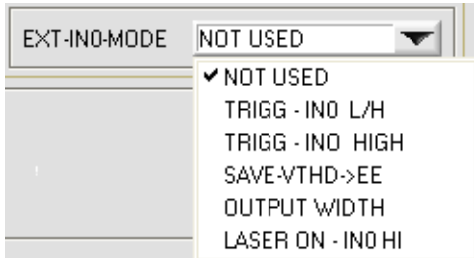 EXT-IN0-MODE NOT USED
NOT USED
TRIGG - IN0 L/H
TRIGG - IN0 HIGH
SAVE-VTHD->EE
OUTPUT WIDTH
LASER ON - IN0 HI